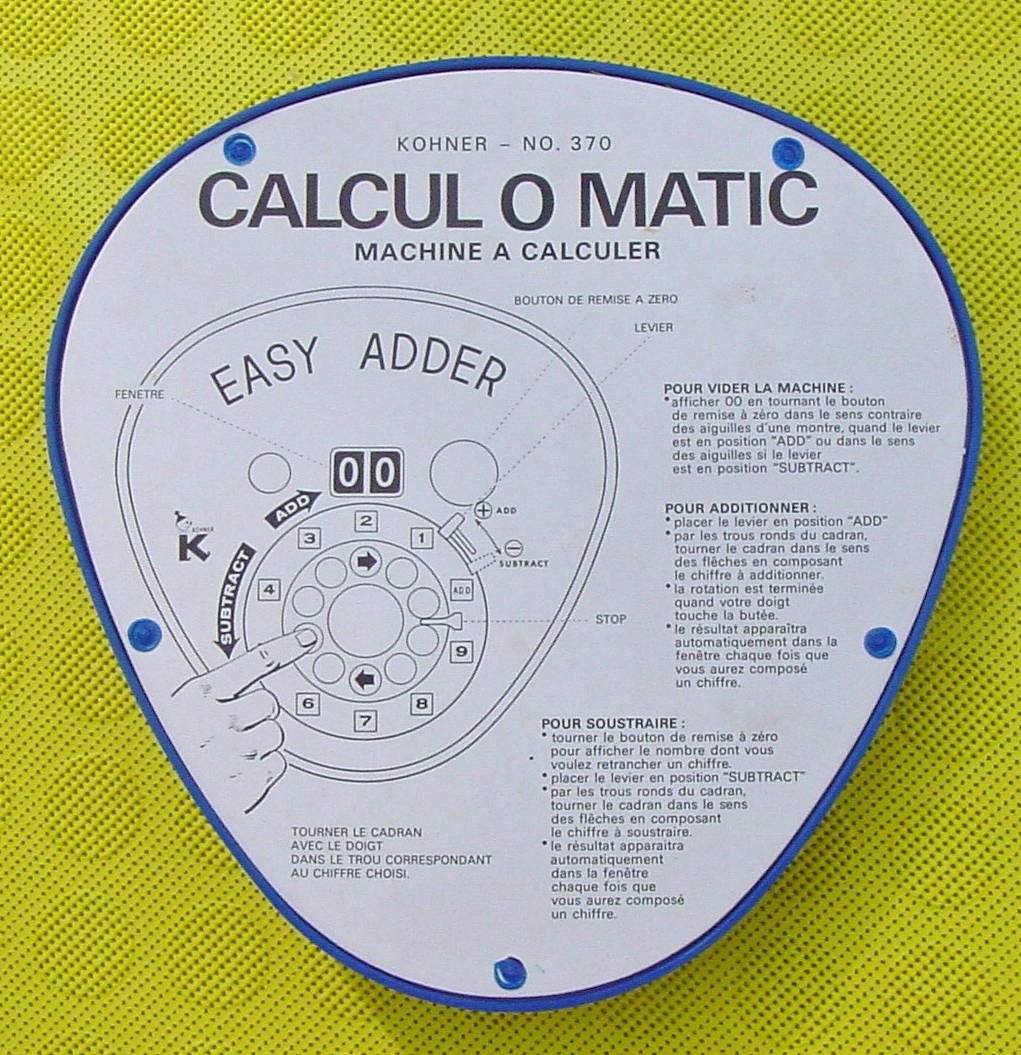 KOHNER – NO. 370
CALCUL O MATIC
MACHINE A CALCULER
BOUTON DE REMISE A ZERO
LEVIER
EASY ADDER
FENETRE
00
ADD
+ ADD
− SUBTRACT
KOHNER
K
SUBTRACT
2
3
1
4
ADD
STOP
9
6
8
7
POUR VIDER LA MACHINE :
• afficher 00 en tournant le bouton
de remise à zéro dans le sens contraire
des aiguilles d'une montre, quand le levier
est en position "ADD" ou dans le sens
des aiguilles si le levier
est en position "SUBTRACT".
POUR ADDITIONNER :
• placer le levier en position "ADD"
• par les trous ronds du cadran,
tourner le cadran dans le sens
des flêches en composant
le chiffre à additionner.
• la rotation est terminée
quand votre doigt
touche la butée.
• le résultat apparaîtra
automatiquement dans la
fenêtre chaque fois que
vous aurez composé
un chiffre.
POUR SOUSTRAIRE :
• tourner le bouton de remise à zéro
pour afficher le nombre dont vous
voulez retrancher un chiffre.
• placer le levier en position "SUBTRACT"
• par les trous ronds du cadran,
tourner le cadran dans le sens
des flêches en composant
le chiffre à soustraire.
• le résultat apparaitra
automatiquement
dans la fenêtre
chaque fois que
vous aurez composé
un chiffre.
TOURNER LE CADRAN
AVEC LE DOIGT
DANS LE TROU CORRESPONDANT
AU CHIFFRE CHOISI.